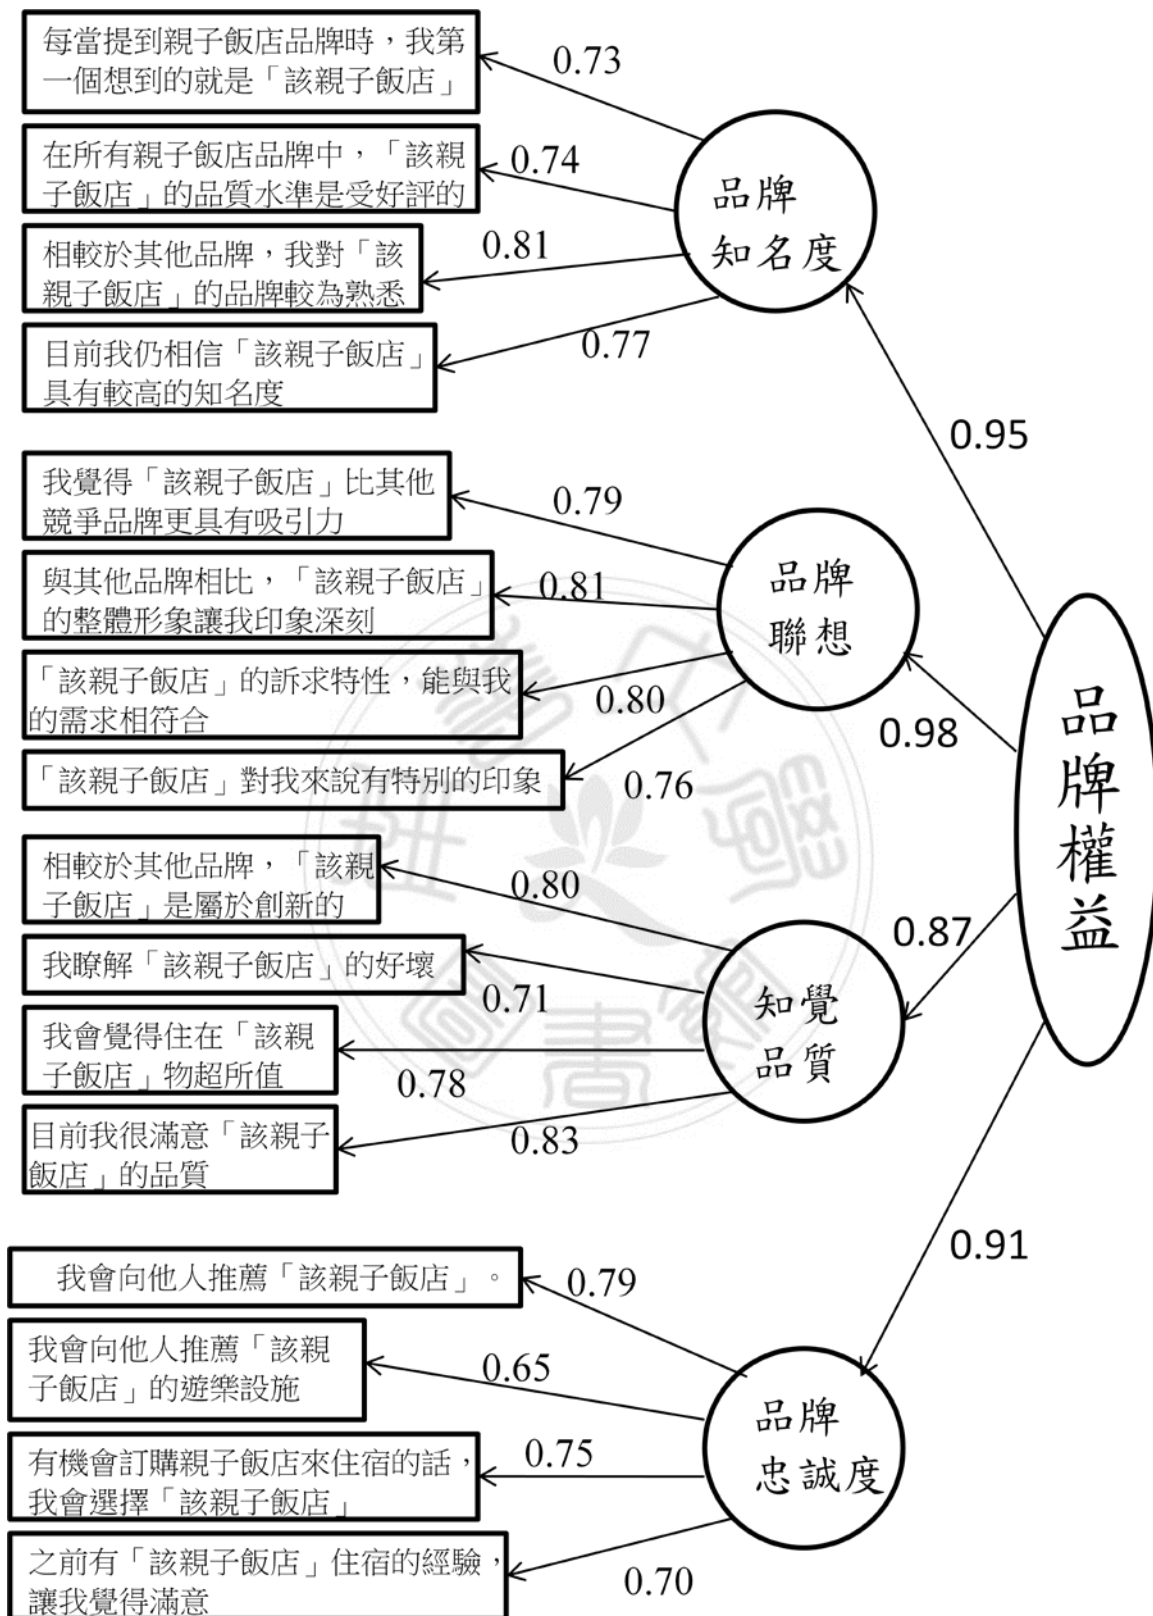 每當提到親子飯店品牌時，我第
一個想到的就是「該親子飯店」
0.73
在所有親子飯店品牌中，「該親
子飯店」的品質水準是受好評的
0.74
相較於其他品牌，我對「該
親子飯店」的品牌較為熟悉
0.81
目前我仍相信「該親子飯店」
具有較高的知名度
0.77
品牌
知名度
0.95
我覺得「該親子飯店」比其他
競爭品牌更具有吸引力
0.79
與其他品牌相比，「該親子飯店」
的整體形象讓我印象深刻
0.81
「該親子飯店」的訴求特性，能與我
的需求相符合
0.80
「該親子飯店」對我來說有特別的印象
0.76
品牌
聯想
0.98
品牌權益
相較於其他品牌，「該親
子飯店」是屬於創新的
0.80
我瞭解「該親子飯店」的好壞
0.71
我會覺得住在「該親
子飯店」物超所值
0.78
目前我很滿意「該親子
飯店」的品質
0.83
知覺
品質
0.87
我會向他人推薦「該親子飯店」。
0.79
我會向他人推薦「該親
子飯店」的遊樂設施
0.65
有機會訂購親子飯店來住宿的話，
我會選擇「該親子飯店」
0.75
之前有「該親子飯店」住宿的經驗，
讓我覺得滿意
0.70
品牌
忠誠度
0.91